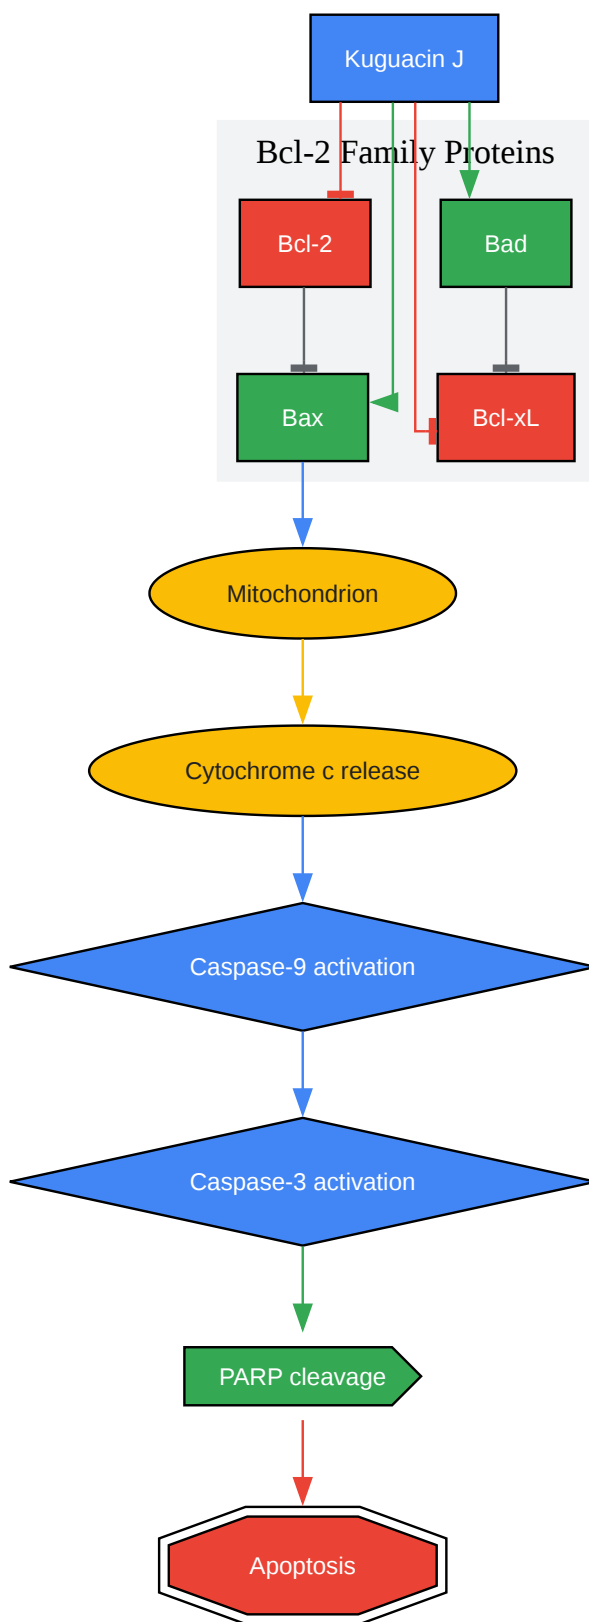 Kuguacin J
Bcl-2 Family Proteins
Bcl-2
Bad
Bax
Bcl-xL
Mitochondrion
Cytochrome c release
Caspase-9 activation
Caspase-3 activation
PARP cleavage
Apoptosis